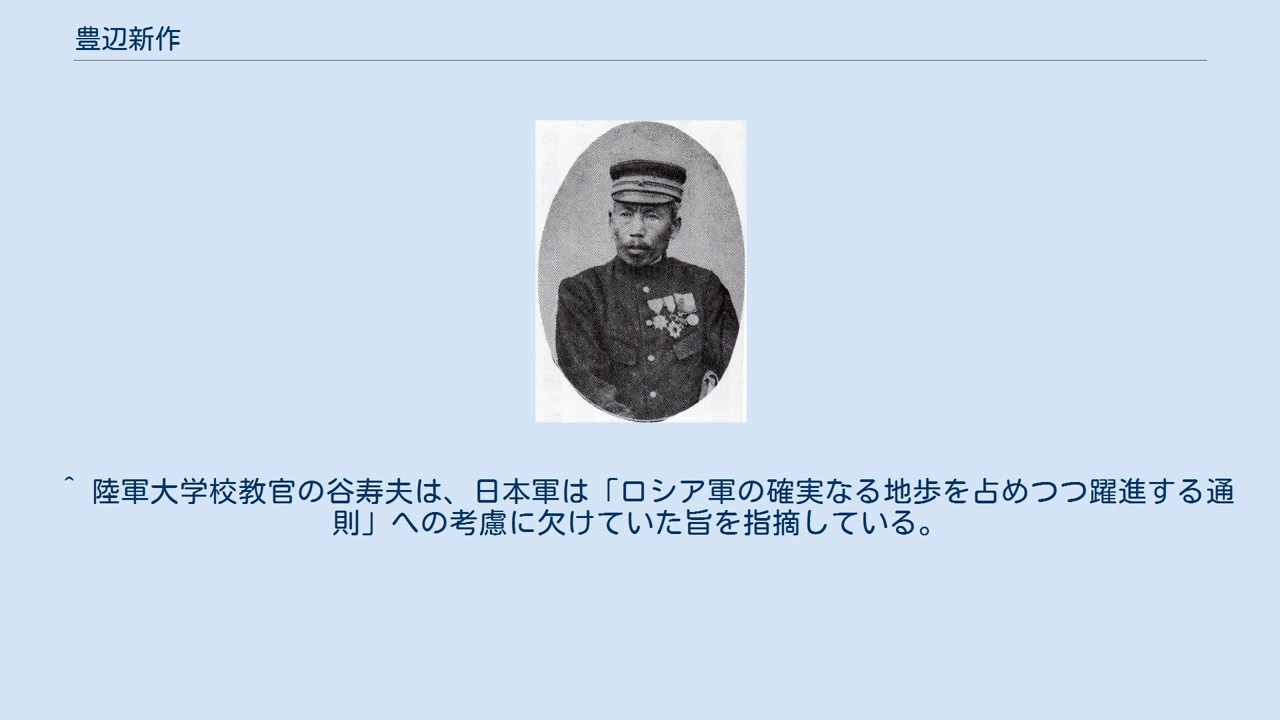 豊辺新作
^ 陸軍大学校教官の谷寿夫は、日本軍は「ロシア軍の確実なる地歩を占めつつ躍進する通
則」への考慮に欠けていた旨を指摘している。